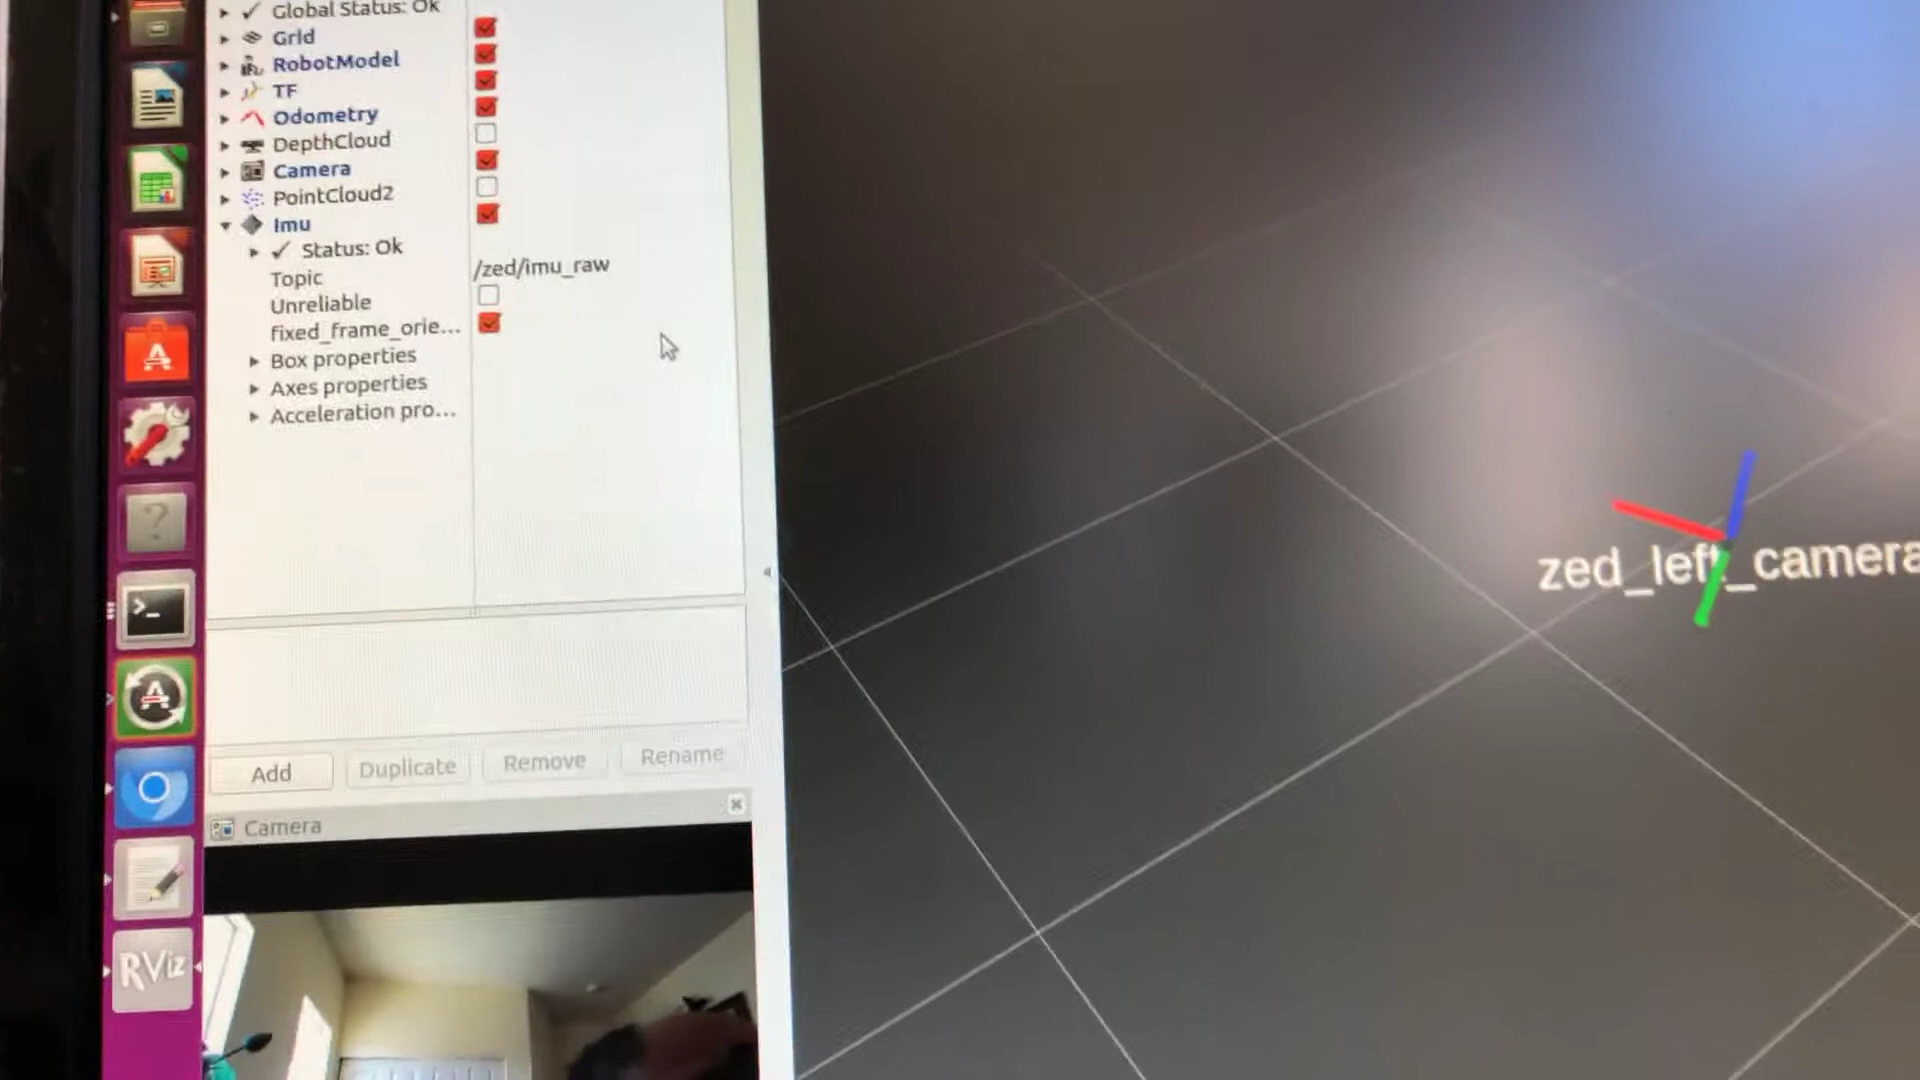 Global Status: Ok
Grid
RobotModel
TF
Odometry
DepthCloud
Camera
PointCloud2
Imu
Status: Ok
Topic /zed/imu_raw
Unreliable
fixed_frame_orie...
Box properties
Axes properties
Acceleration pro...
Add Duplicate Remove Rename
Camera
zed_left_camera
>_
?
RViz